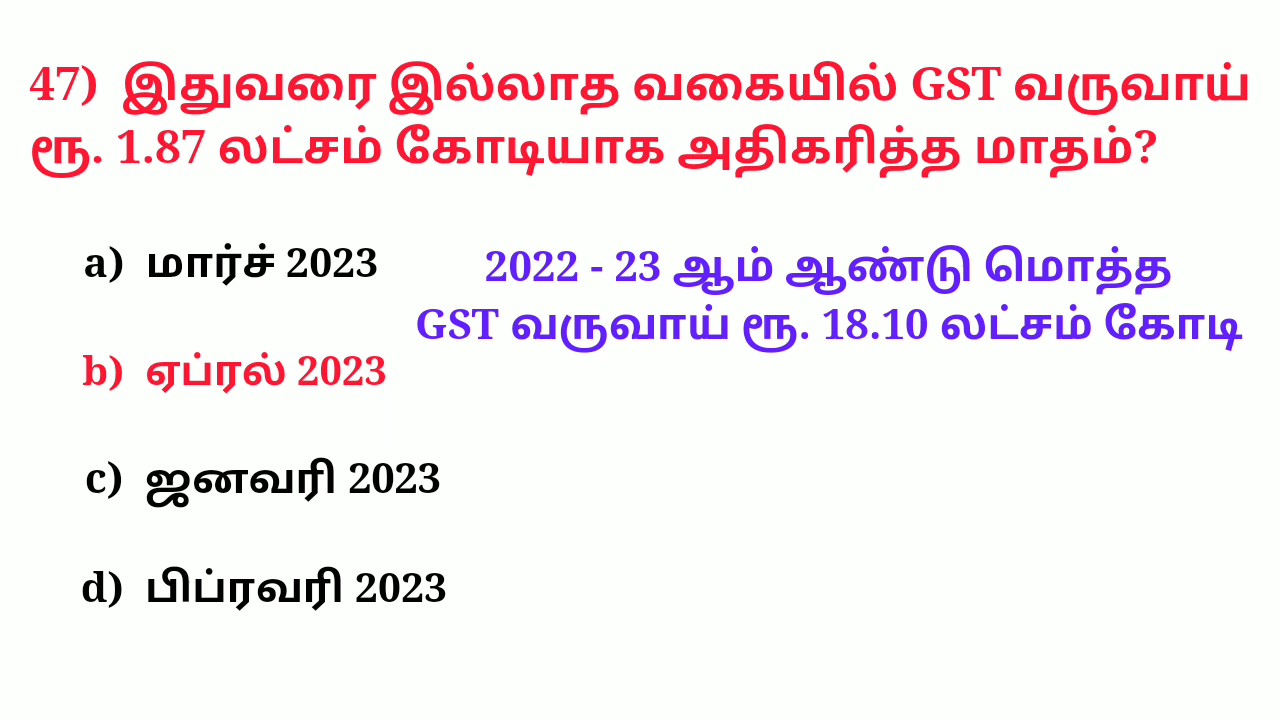 47) இதுவரை இல்லாத வகையில் GST வருவாய்
ரூ. 1.87 லட்சம் கோடியாக அதிகரித்த மாதம்?
a) மார்ச் 2023
2022 - 23 ஆம் ஆண்டு மொத்த
GST வருவாய் ரூ. 18.10 லட்சம் கோடி
b) ஏப்ரல் 2023
c) ஜனவரி 2023
d) பிப்ரவரி 2023